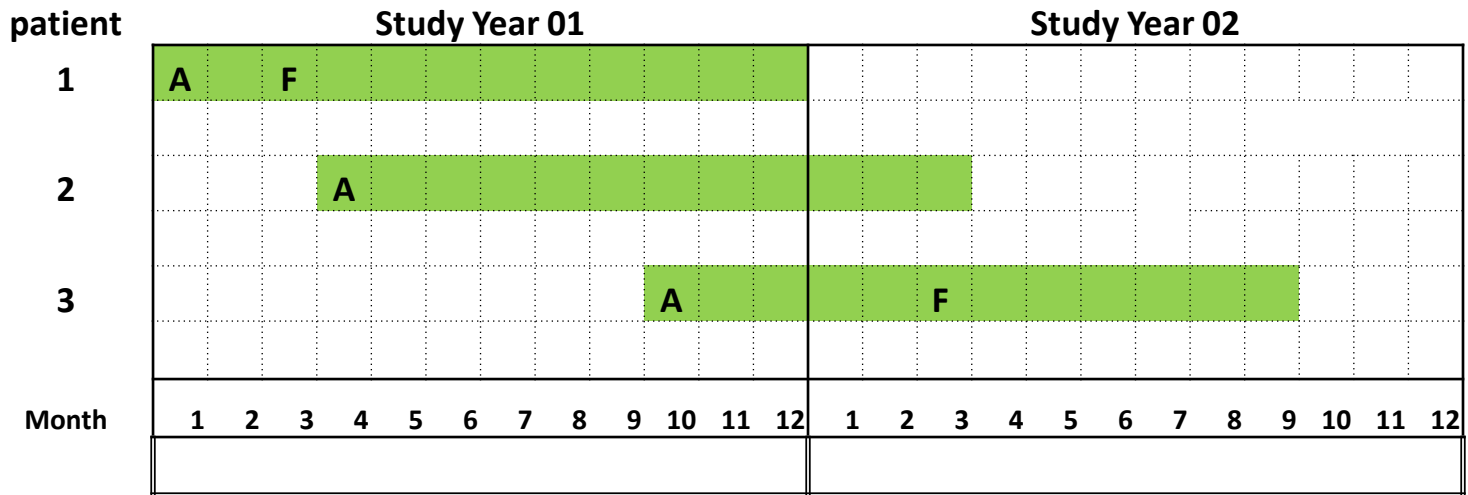 patient Study Year 01 Study Year 02
1 A F
2 A
3 A F
Month 1 2 3 4 5 6 7 8 9 10 11 12 1 2 3 4 5 6 7 8 9 10 11 12